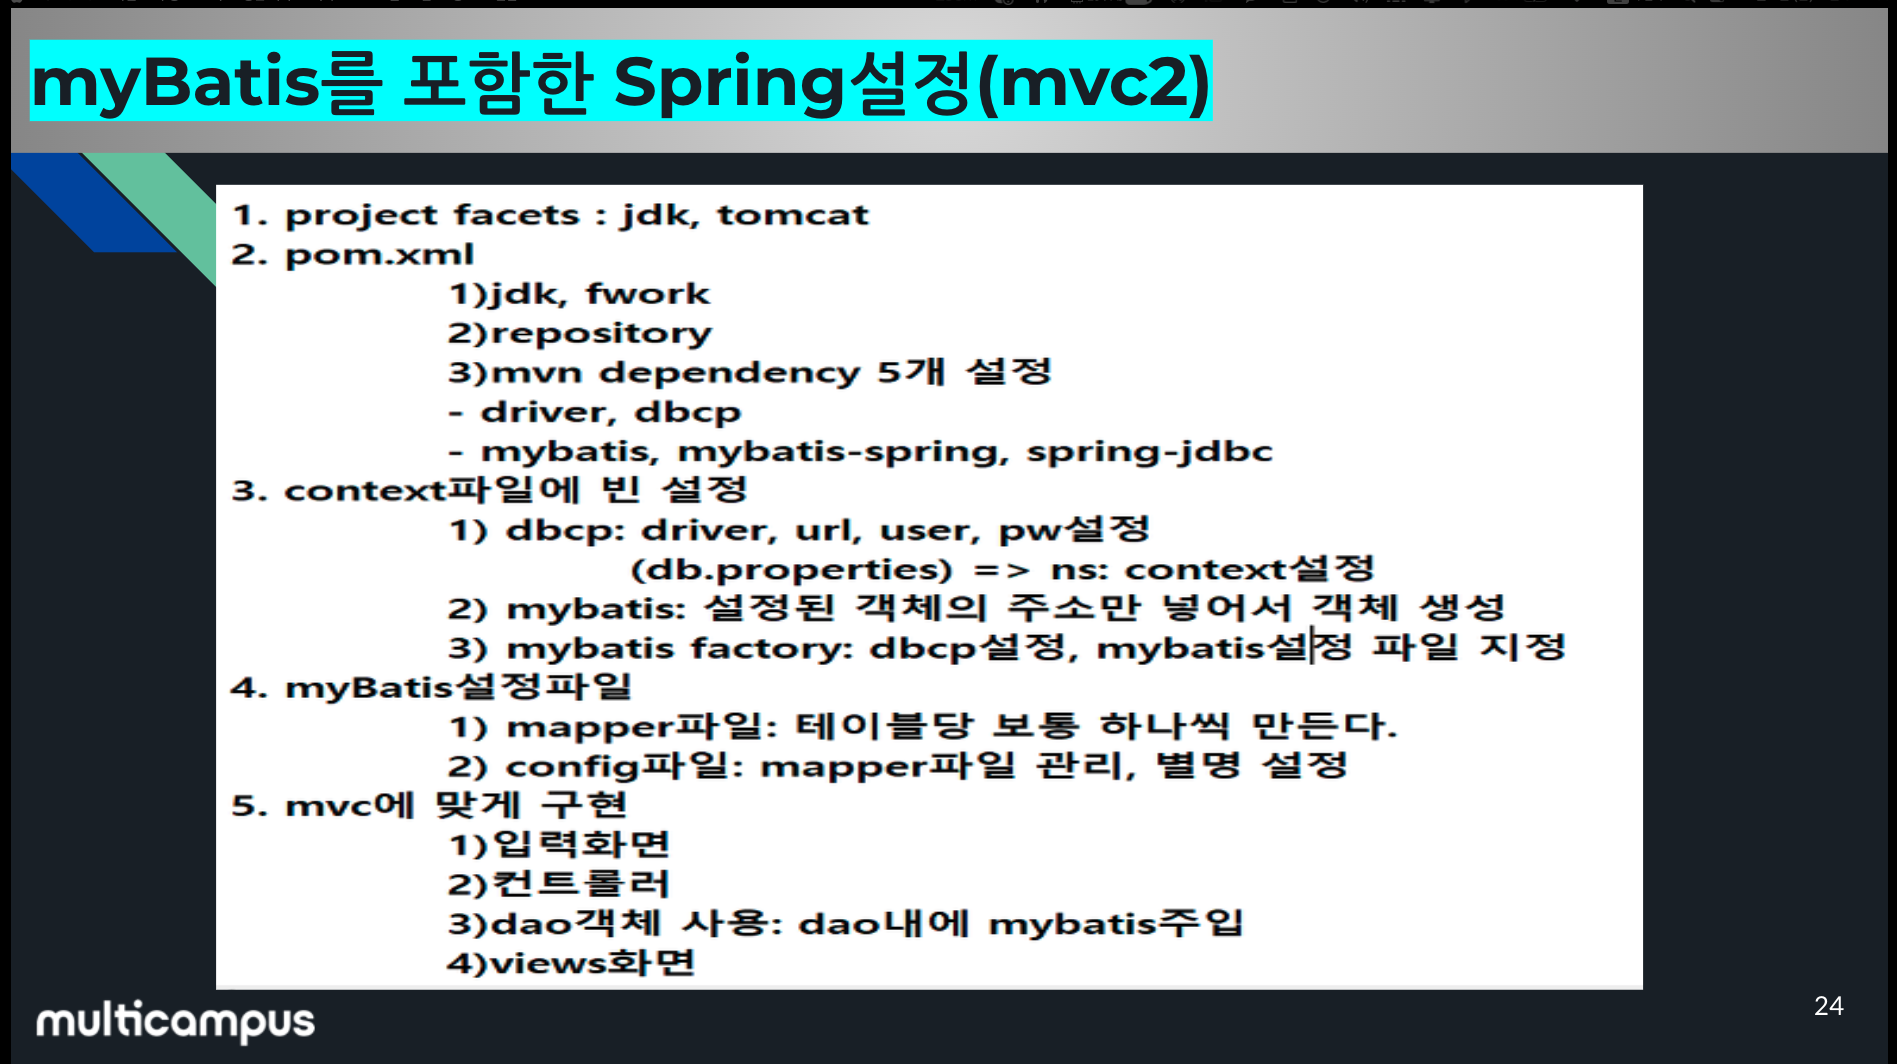 myBatis를 포함한 Spring설정(mvc2)
1. project facets : jdk, tomcat
2. pom.xml
1)jdk, fwork
2)repository
3)mvn dependency 5개 설정
- driver, dbcp
- mybatis, mybatis-spring, spring-jdbc
3. context파일에 빈 설정
1) dbcp: driver, url, user, pw설정
(db.properties) => ns: context설정
2) mybatis: 설정된 객체의 주소만 넣어서 객체 생성
3) mybatis factory: dbcp설정, mybatis설정 파일 지정
4. myBatis설정파일
1) mapper파일: 테이블당 보통 하나씩 만든다.
2) config파일: mapper파일 관리, 별명 설정
5. mvc에 맞게 구현
1)입력화면
2)컨트롤러
3)dao객체 사용: dao내에 mybatis주입
4)views화면
multicampus
24